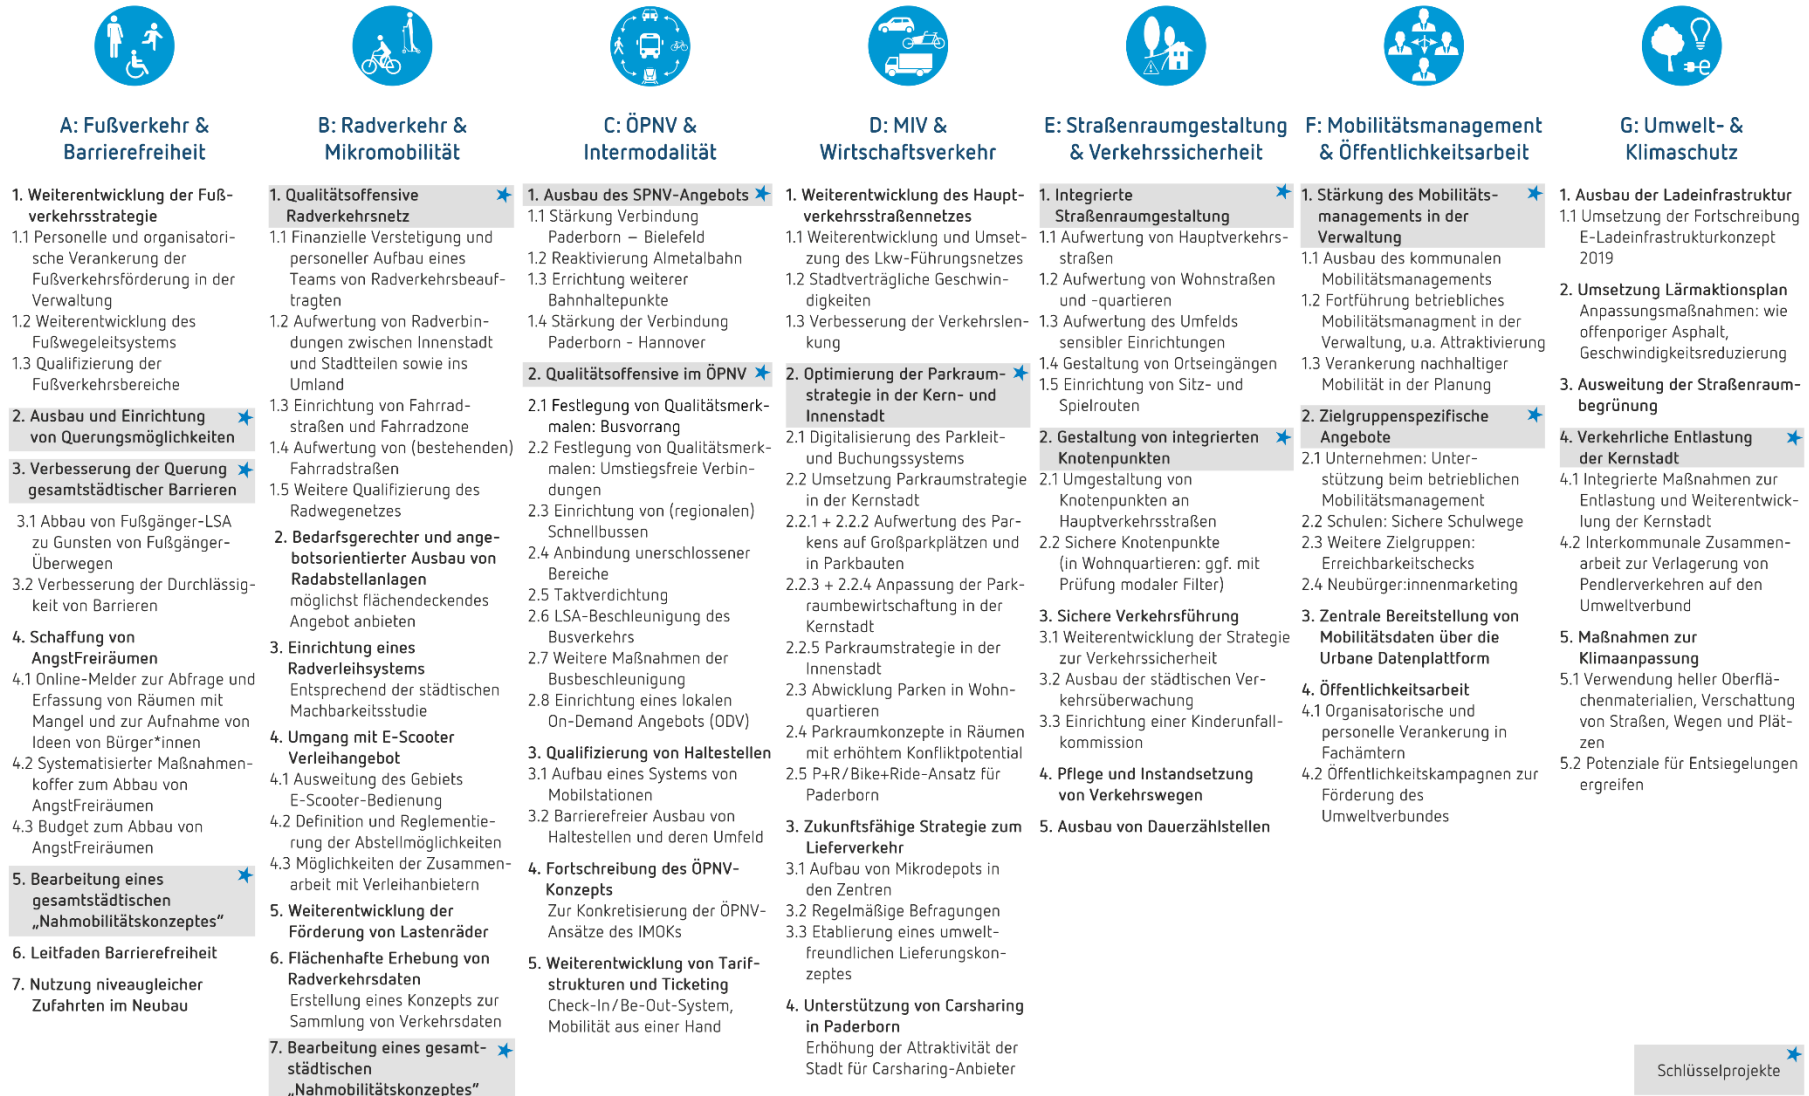 A: Fußverkehr &
Barrierefreiheit
1. Weiterentwicklung der Fuß-
verkehrsstrategie
1.1 Personelle und organisatori-
sche Verankerung der
Fußverkehrsförderung in der
Verwaltung
1.2 Weiterentwicklung des
Fußwegeleitsystems
1.3 Qualifizierung der
Fußverkehrsbereiche
2. Ausbau und Einrichtung
von Querungsmöglichkeiten
3. Verbesserung der Querung
gesamtstädtischer Barrieren
3.1 Abbau von Fußgänger-LSA
zu Gunsten von Fußgänger-
Überwegen
3.2 Verbesserung der Durchlässig-
keit von Barrieren
4. Schaffung von
AngstFreiräumen
4.1 Online-Melder zur Abfrage und
Erfassung von Räumen mit
Mangel und zur Aufnahme von
Ideen von Bürger*innen
4.2 Systematisierter Maßnahmen-
koffer zum Abbau von
AngstFreiräumen
4.3 Budget zum Abbau von
AngstFreiräumen
5. Bearbeitung eines
gesamtstädtischen
„Nahmobilitätskonzeptes"
6. Leitfaden Barrierefreiheit
7. Nutzung niveaugleicher
Zufahrten im Neubau
B: Radverkehr &
Mikromobilität
1. Qualitätsoffensive
Radverkehrsnetz
1.1 Finanzielle Verstetigung und
personeller Aufbau eines
Teams von Radverkehrsbeauf-
tragten
1.2 Aufwertung von Radverbin-
dungen zwischen Innenstadt
und Stadtteilen sowie ins
Umland
1.3 Einrichtung von Fahrrad-
straßen und Fahrradzone
1.4 Aufwertung von (bestehenden)
Fahrradstraßen
1.5 Weitere Qualifizierung des
Radwegenetzes
2. Bedarfsgerechter und ange-
botsorientierter Ausbau von
Radabstellanlagen
möglichst flächendeckendes
Angebot anbieten
3. Einrichtung eines
Radverleihsystems
Entsprechend der städtischen
Machbarkeitsstudie
4. Umgang mit E-Scooter
Verleihangebot
4.1 Ausweitung des Gebiets
E-Scooter-Bedienung
4.2 Definition und Reglementie-
rung der Abstellmöglichkeiten
4.3 Möglichkeiten der Zusammen-
arbeit mit Verleihanbietern
5. Weiterentwicklung der
Förderung von Lastenräder
6. Flächenhafte Erhebung von
Radverkehrsdaten
Erstellung eines Konzepts zur
Sammlung von Verkehrsdaten
7. Bearbeitung eines gesamt-
städtischen
„Nahmobilitätskonzeptes"
C: ÖPNV &
Intermodalität
1. Ausbau des SPNV-Angebots
1.1 Stärkung Verbindung
Paderborn – Bielefeld
1.2 Reaktivierung Almetalbahn
1.3 Errichtung weiterer
Bahnhaltepunkte
1.4 Stärkung der Verbindung
Paderborn - Hannover
2. Qualitätsoffensive im ÖPNV
2.1 Festlegung von Qualitätsmerk-
malen: Busvorrang
2.2 Festlegung von Qualitätsmerk-
malen: Umstiegsfreie Verbin-
dungen
2.3 Einrichtung von (regionalen)
Schnellbussen
2.4 Anbindung unerschlossener
Bereiche
2.5 Taktverdichtung
2.6 LSA-Beschleunigung des
Busverkehrs
2.7 Weitere Maßnahmen der
Busbeschleunigung
2.8 Einrichtung eines lokalen
On-Demand Angebots (ODV)
3. Qualifizierung von Haltestellen
3.1 Aufbau eines Systems von
Mobilstationen
3.2 Barrierefreier Ausbau von
Haltestellen und deren Umfeld
4. Fortschreibung des ÖPNV-
Konzepts
Zur Konkretisierung der ÖPNV-
Ansätze des IMOKs
5. Weiterentwicklung von Tarif-
strukturen und Ticketing
Check-In/Be-Out-System,
Mobilität aus einer Hand
D: MIV &
Wirtschaftsverkehr
1. Weiterentwicklung des Haupt-
verkehrsstraßennetzes
1.1 Weiterentwicklung und Umset-
zung des Lkw-Führungsnetzes
1.2 Stadtverträgliche Geschwin-
digkeiten
1.3 Verbesserung der Verkehrslen-
kung
2. Optimierung der Parkraum-
strategie in der Kern- und
Innenstadt
2.1 Digitalisierung des Parkleit-
und Buchungssystems
2.2 Umsetzung Parkraumstrategie
in der Kernstadt
2.2.1 + 2.2.2 Aufwertung des Par-
kens auf Großparkplätzen und
in Parkbauten
2.2.3 + 2.2.4 Anpassung der Park-
raumbewirtschaftung in der
Kernstadt
2.2.5 Parkraumstrategie in der
Innenstadt
2.3 Abwicklung Parken in Wohn-
quartieren
2.4 Parkraumkonzepte in Räumen
mit erhöhtem Konfliktpotential
2.5 P+R/Bike+Ride-Ansatz für
Paderborn
3. Zukunftsfähige Strategie zum
Lieferverkehr
3.1 Aufbau von Mikrodepots in
den Zentren
3.2 Regelmäßige Befragungen
3.3 Etablierung eines umwelt-
freundlichen Lieferungskon-
zeptes
4. Unterstützung von Carsharing
in Paderborn
Erhöhung der Attraktivität der
Stadt für Carsharing-Anbieter
E: Straßenraumgestaltung
& Verkehrssicherheit
1. Integrierte
Straßenraumgestaltung
1.1 Aufwertung von Hauptverkehrs-
straßen
1.2 Aufwertung von Wohnstraßen
und -quartieren
1.3 Aufwertung des Umfelds
sensibler Einrichtungen
1.4 Gestaltung von Ortseingängen
1.5 Einrichtung von Sitz- und
Spielrouten
2. Gestaltung von integrierten
Knotenpunkten
2.1 Umgestaltung von
Knotenpunkten an
Hauptverkehrsstraßen
2.2 Sichere Knotenpunkte
(in Wohnquartieren: ggf. mit
Prüfung modaler Filter)
3. Sichere Verkehrsführung
3.1 Weiterentwicklung der Strategie
zur Verkehrssicherheit
3.2 Ausbau der städtischen Ver-
kehrsüberwachung
3.3 Einrichtung einer Kinderunfall-
kommission
4. Pflege und Instandsetzung
von Verkehrswegen
5. Ausbau von Dauerzählstellen
F: Mobilitätsmanagement
& Öffentlichkeitsarbeit
1. Stärkung des Mobilitäts-
managements in der
Verwaltung
1.1 Ausbau des kommunalen
Mobilitätsmanagements
1.2 Fortführung betriebliches
Mobilitätsmanagment in der
Verwaltung, u.a. Attraktivierung
1.3 Verankerung nachhaltiger
Mobilität in der Planung
2. Zielgruppenspezifische
Angebote
2.1 Unternehmen: Unter-
stützung beim betrieblichen
Mobilitätsmanagement
2.2 Schulen: Sichere Schulwege
2.3 Weitere Zielgruppen:
Erreichbarkeitschecks
2.4 Neubürger:innenmarketing
3. Zentrale Bereitstellung von
Mobilitätsdaten über die
Urbane Datenplattform
4. Öffentlichkeitsarbeit
4.1 Organisatorische und
personelle Verankerung in
Fachämtern
4.2 Öffentlichkeitskampagnen zur
Förderung des
Umweltverbundes
G: Umwelt- &
Klimaschutz
1. Ausbau der Ladeinfrastruktur
1.1 Umsetzung der Fortschreibung
E-Ladeinfrastrukturkonzept
2019
2. Umsetzung Lärmaktionsplan
Anpassungsmaßnahmen: wie
offenporiger Asphalt,
Geschwindigkeitsreduzierung
3. Ausweitung der Straßenraum-
begrünung
4. Verkehrliche Entlastung
der Kernstadt
4.1 Integrierte Maßnahmen zur
Entlastung und Weiterentwick-
lung der Kernstadt
4.2 Interkommunale Zusammen-
arbeit zur Verlagerung von
Pendlerverkehren auf den
Umweltverbund
5. Maßnahmen zur
Klimaanpassung
5.1 Verwendung heller Oberflä-
chenmaterialien, Verschattung
von Straßen, Wegen und Plät-
zen
5.2 Potenziale für Entsiegelungen
ergreifen
Schlüsselprojekte